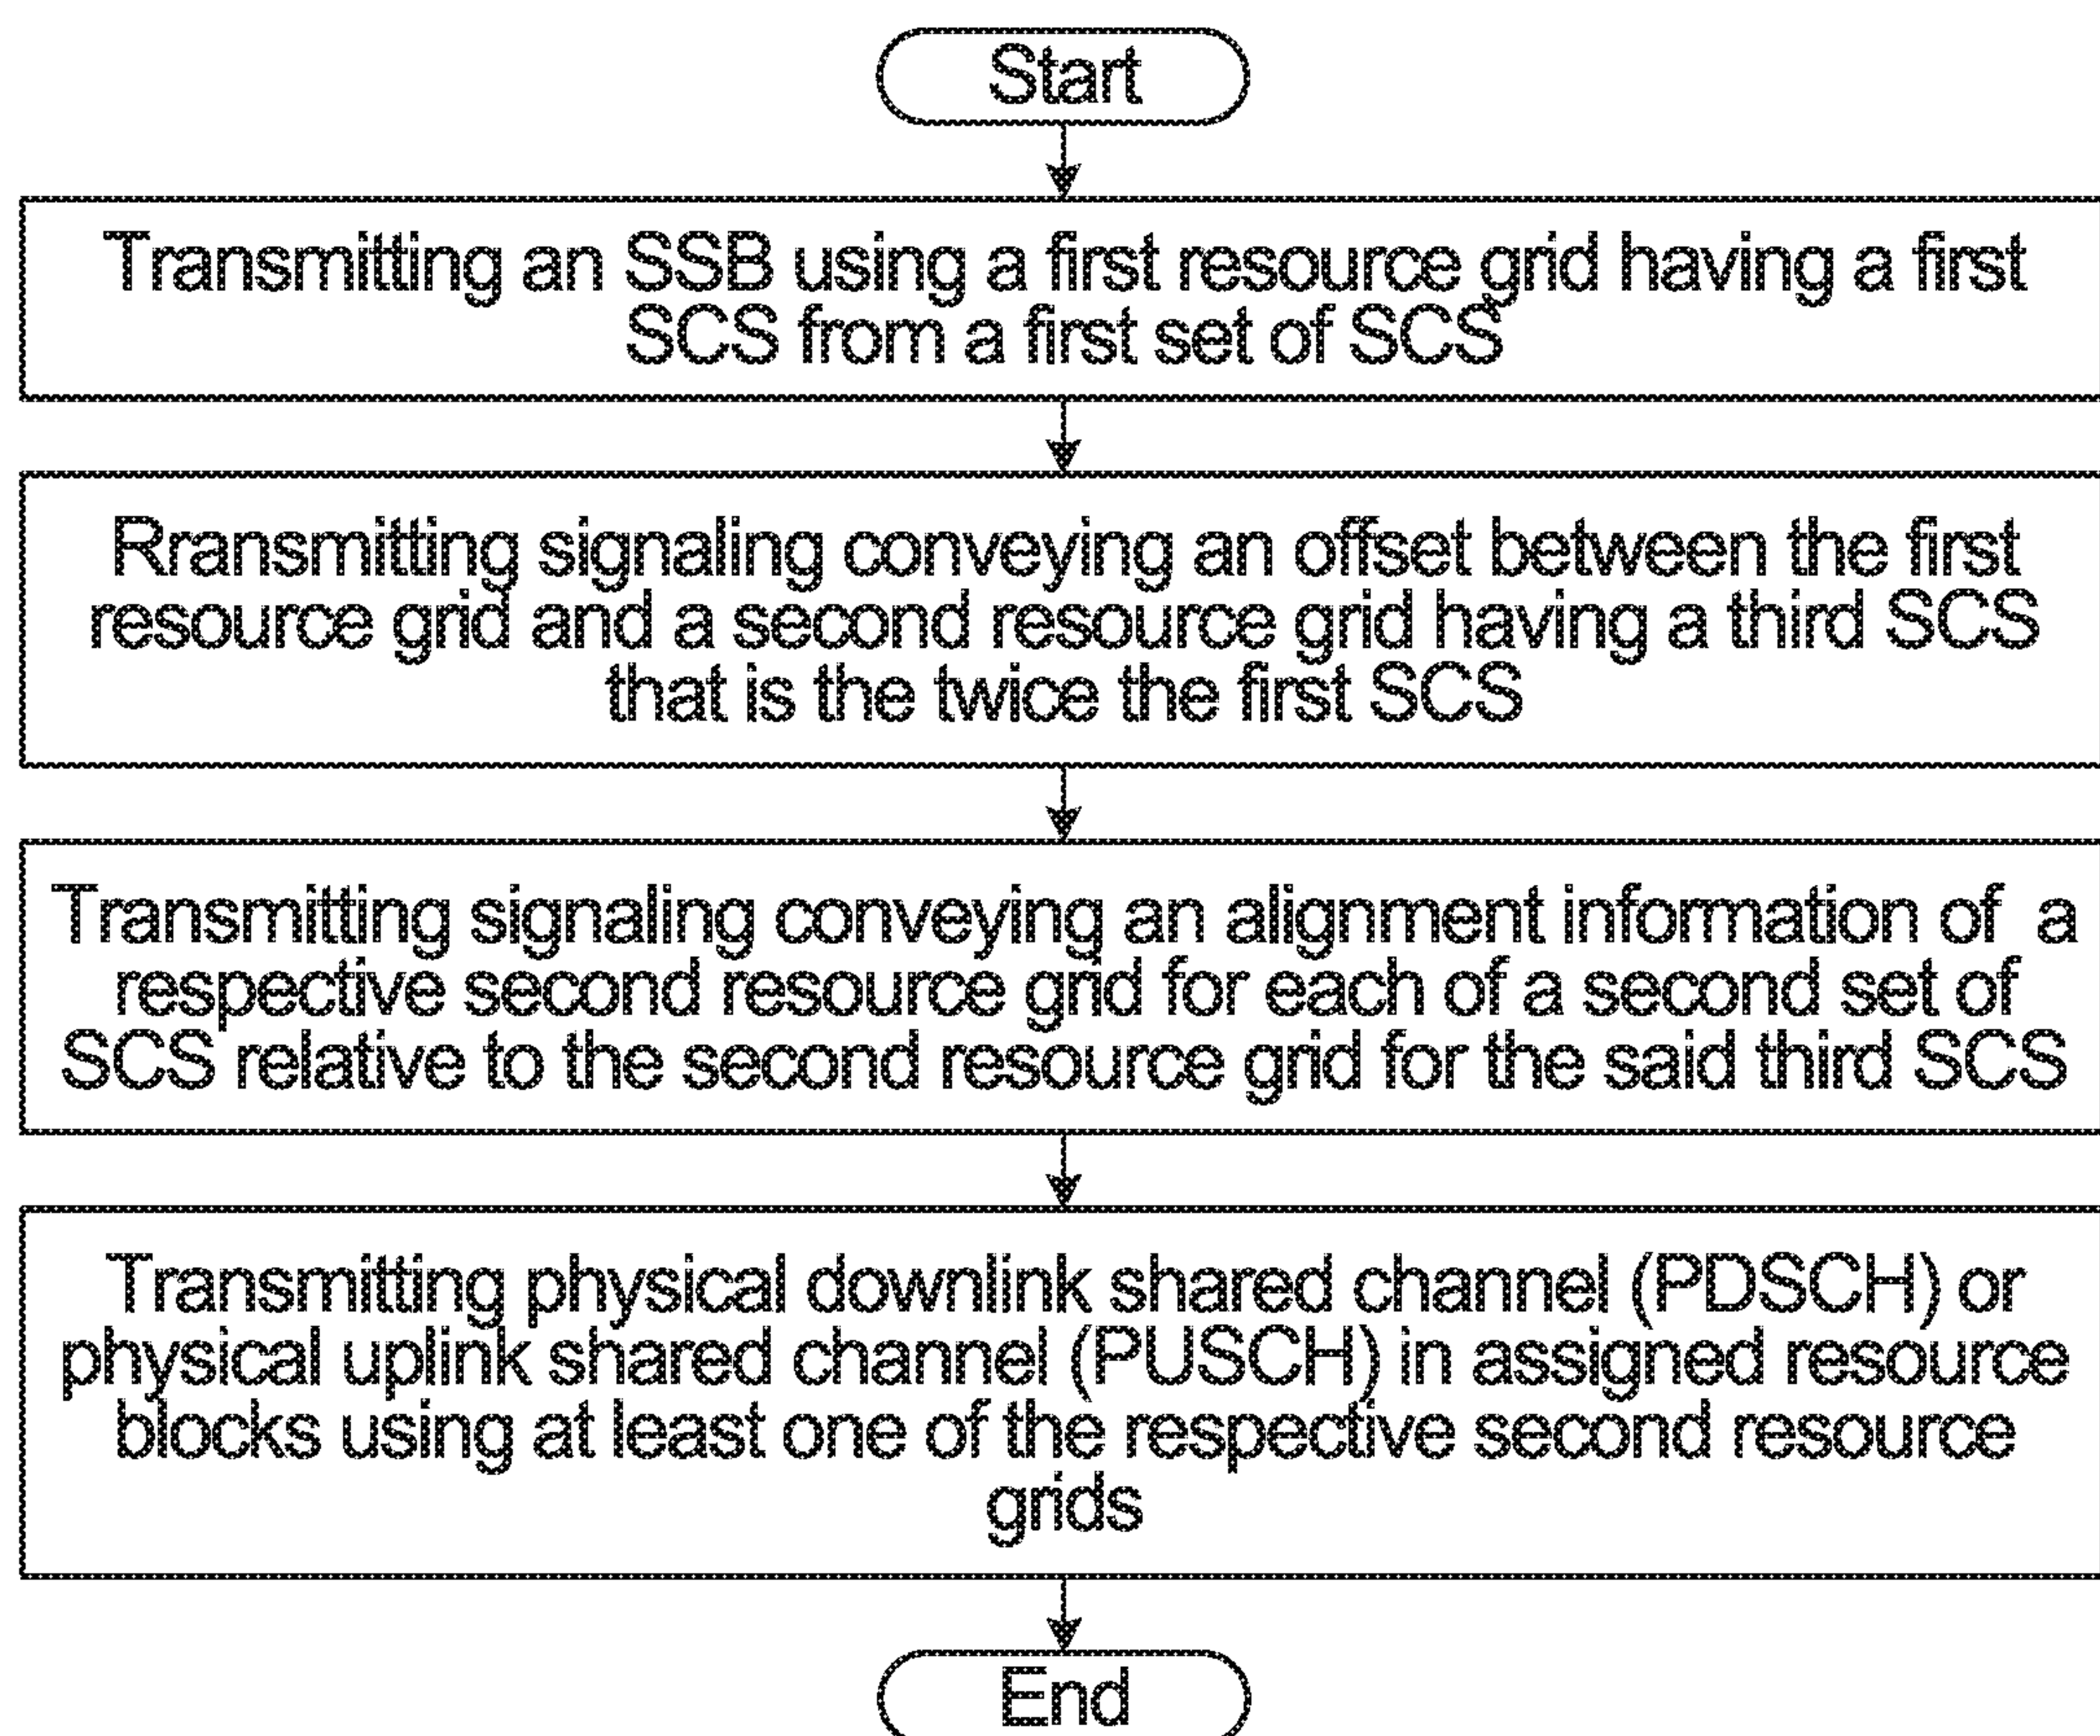 Start
Transmitting an SSB using a first resource grid having a first
SCS from a first set of SCS
Rransmitting signaling conveying an offset between the first
resource grid and a second resource grid having a third SCS
that is the twice the first SCS
Transmitting signaling conveying an alignment information of a
respective second resource grid for each of a second set of
SCS relative to the second resource grid for the said third SCS
Transmitting physical downlink shared channel (PDSCH) or
physical uplink shared channel (PUSCH) in assigned resource
blocks using at least one of the respective second resource
grids
End